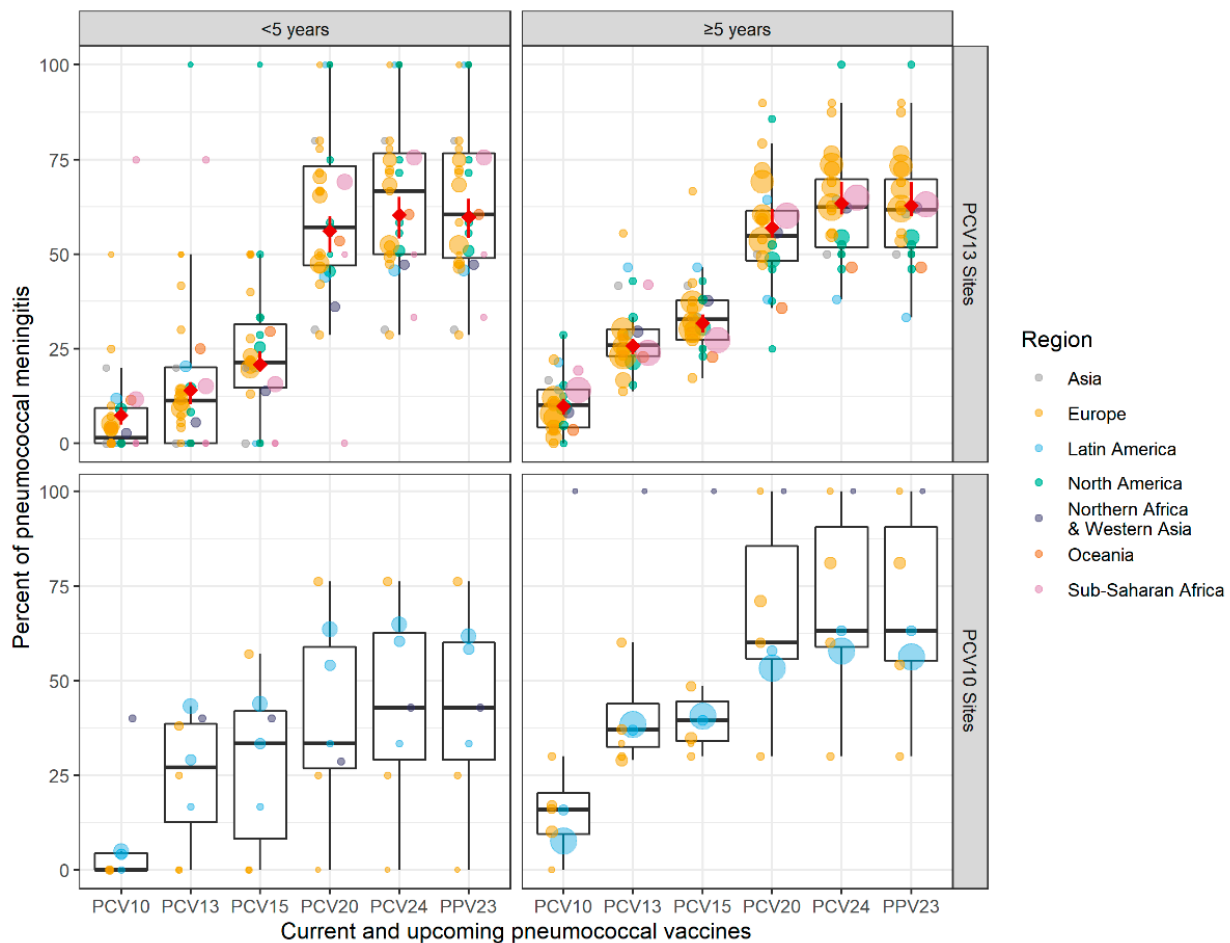 <5 years
≥5 years
Percent of pneumococcal meningitis
100
75
50
25
0
PCV13 Sites
100
75
50
25
0
PCV10 Sites
PCV10 PCV13 PCV15 PCV20 PCV24 PPV23
PCV10 PCV13 PCV15 PCV20 PCV24 PPV23
Current and upcoming pneumococcal vaccines
Region
Asia
Europe
Latin America
North America
Northern Africa
& Western Asia
Oceania
Sub-Saharan Africa